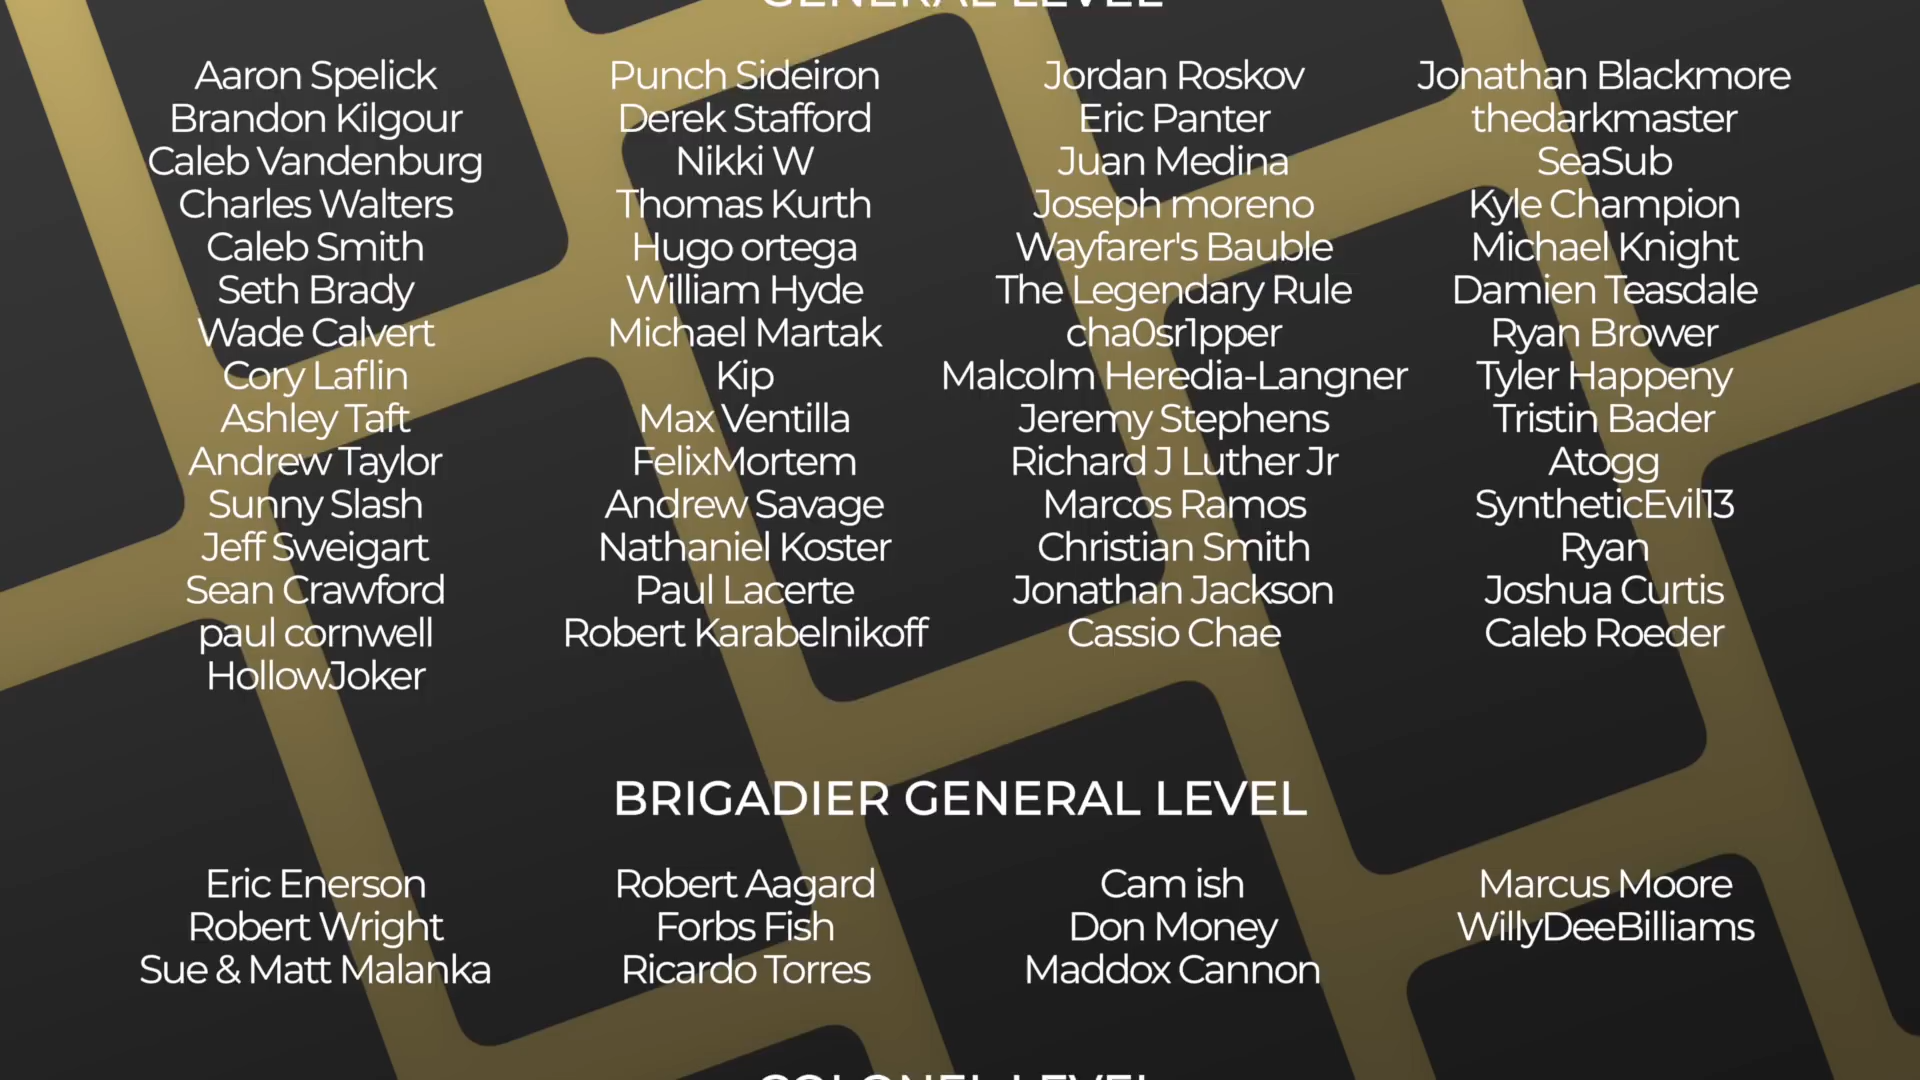 GENERAL LEVEL
Aaron Spelick
Brandon Kilgour
Caleb Vandenburg
Charles Walters
Caleb Smith
Seth Brady
Wade Calvert
Cory Laflin
Ashley Taft
Andrew Taylor
Sunny Slash
Jeff Sweigart
Sean Crawford
paul cornwell
HollowJoker
Punch Sideiron
Derek Stafford
Nikki W
Thomas Kurth
Hugo ortega
William Hyde
Michael Martak
Kip
Max Ventilla
FelixMortem
Andrew Savage
Nathaniel Koster
Paul Lacerte
Robert Karabelnikoff
Jordan Roskov
Eric Panter
Juan Medina
Joseph moreno
Wayfarer's Bauble
The Legendary Rule
cha0sr1pper
Malcolm Heredia-Langner
Jeremy Stephens
Richard J Luther Jr
Marcos Ramos
Christian Smith
Jonathan Jackson
Cassio Chae
Jonathan Blackmore
thedarkmaster
SeaSub
Kyle Champion
Michael Knight
Damien Teasdale
Ryan Brower
Tyler Happeny
Tristin Bader
Atogg
SyntheticEvil13
Ryan
Joshua Curtis
Caleb Roeder
BRIGADIER GENERAL LEVEL
Eric Enerson
Robert Wright
Sue & Matt Malanka
Robert Aagard
Forbs Fish
Ricardo Torres
Cam ish
Don Money
Maddox Cannon
Marcus Moore
WillyDeeBilliams
COLONEL LEVEL